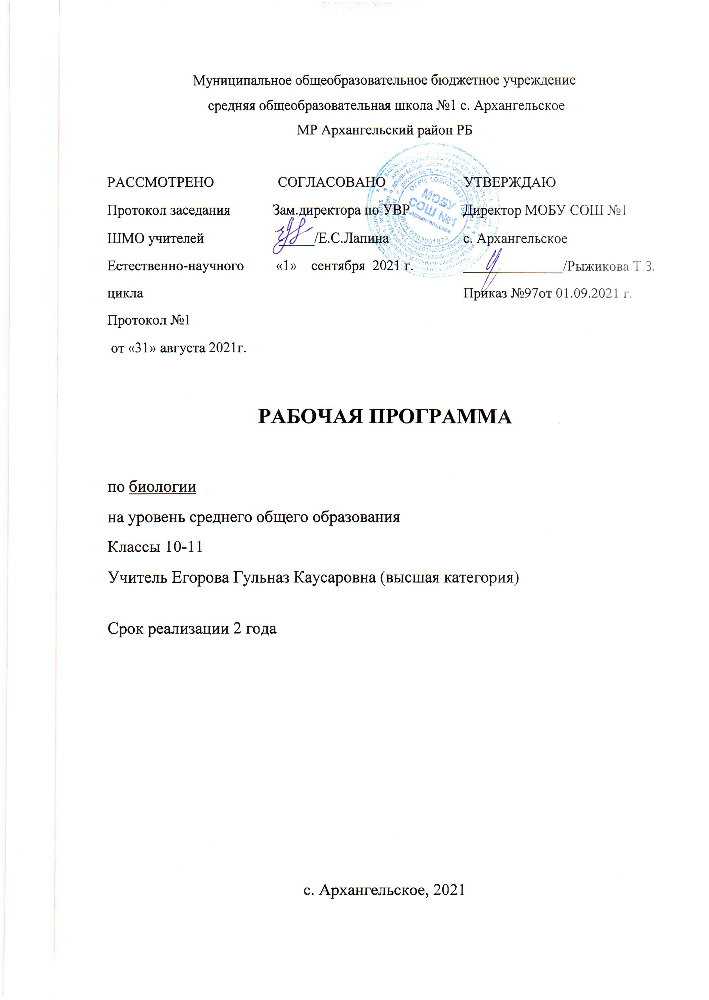 Муниципальное общеобразовательное бюджетное учреждение
средняя общеобразовательная школа №1 с. Архангельское
МР Архангельский район РБ
РАССМОТРЕНО
Протокол заседания
ШМО учителей
Естественно-научного
цикла
Протокол №1
от «31» августа 2021г.
СОГЛАСОВАНО
Зам.директора по УВР
/Е.С.Лапина
«1» сентября 2021 г.
УТВЕРЖДАЮ
Директор МОБУ СОШ №1
с. Архангельское
/Рыжикова Т.З.
Приказ №97от 01.09.2021 г.
ОГРН 1020200977180
МОБУ
СОШ №1
с.Архангельское
ИНН 0203001874
РАБОЧАЯ ПРОГРАММА
по биологии
на уровень среднего общего образования
Классы 10-11
Учитель Егорова Гульназ Каусаровна (высшая категория)
Срок реализации 2 года
с. Архангельское, 2021